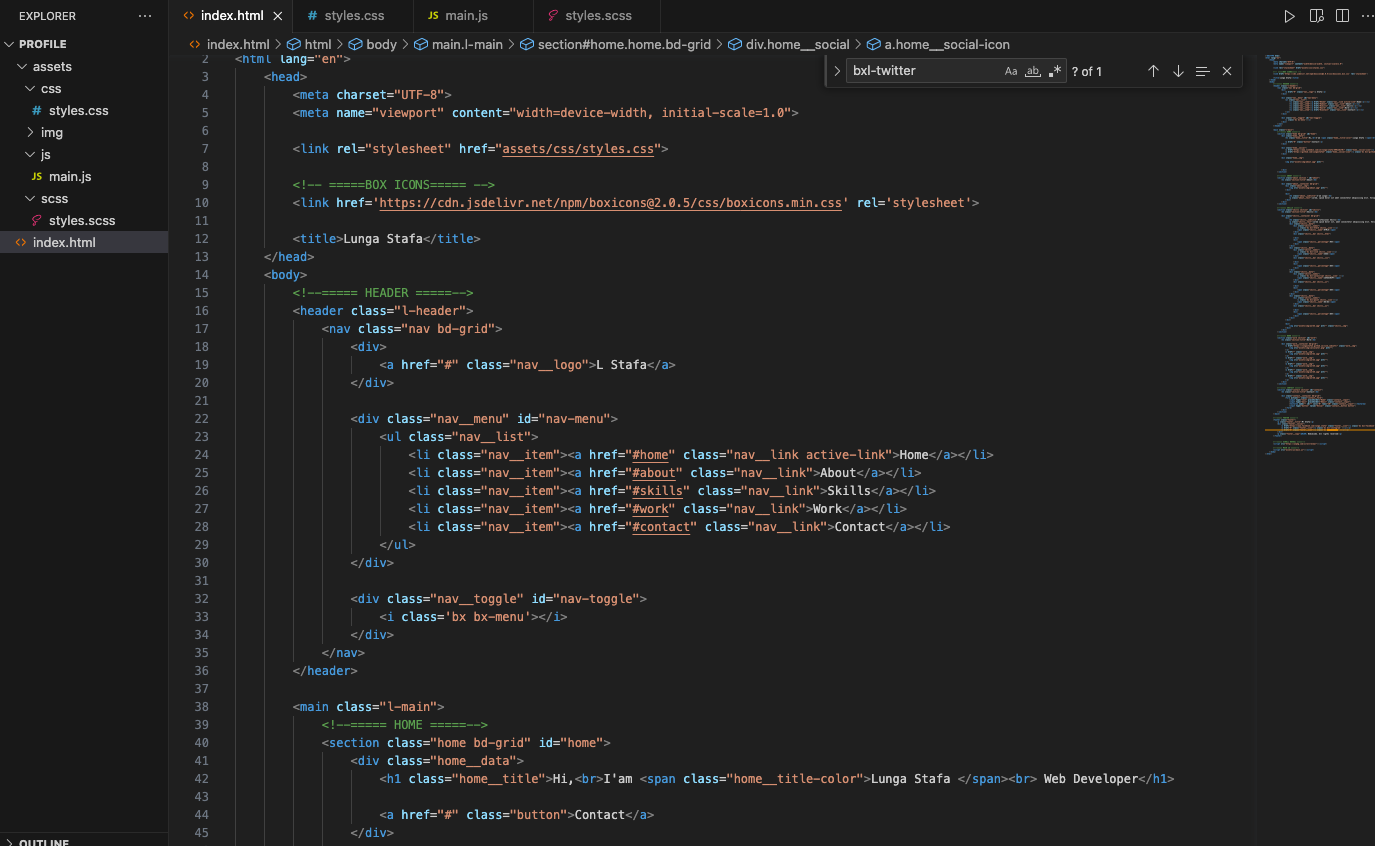 EXPLORER
index.html
styles.css
main.js
styles.scss
PROFILE
assets
css
styles.css
img
js
main.js
scss
styles.scss
index.html
OUTLINE
index.html > html > body > main.l-main > section#home.home.bd-grid > div.home__social > a.home__social-icon
bxl-twitter Aa ab .* ? of 1
2 <html lang="en">
3 <head>
4 <meta charset="UTF-8">
5 <meta name="viewport" content="width=device-width, initial-scale=1.0">
6
7 <link rel="stylesheet" href="assets/css/styles.css">
8
9 <!-- =====BOX ICONS===== -->
10 <link href='https://cdn.jsdelivr.net/npm/boxicons@2.0.5/css/boxicons.min.css' rel='stylesheet'>
11
12 <title>Lunga Stafa</title>
13 </head>
14 <body>
15 <!--===== HEADER =====-->
16 <header class="l-header">
17 <nav class="nav bd-grid">
18 <div>
19 <a href="#" class="nav__logo">L Stafa</a>
20 </div>
21
22 <div class="nav__menu" id="nav-menu">
23 <ul class="nav__list">
24 <li class="nav__item"><a href="#home" class="nav__link active-link">Home</a></li>
25 <li class="nav__item"><a href="#about" class="nav__link">About</a></li>
26 <li class="nav__item"><a href="#skills" class="nav__link">Skills</a></li>
27 <li class="nav__item"><a href="#work" class="nav__link">Work</a></li>
28 <li class="nav__item"><a href="#contact" class="nav__link">Contact</a></li>
29 </ul>
30 </div>
31
32 <div class="nav__toggle" id="nav-toggle">
33 <i class='bx bx-menu'></i>
34 </div>
35 </nav>
36 </header>
37
38 <main class="l-main">
39 <!--===== HOME =====-->
40 <section class="home bd-grid" id="home">
41 <div class="home__data">
42 <h1 class="home__title">Hi,<br>I'am <span class="home__title-color">Lunga Stafa </span><br> Web Developer</h1>
43
44 <a href="#" class="button">Contact</a>
45 </div>